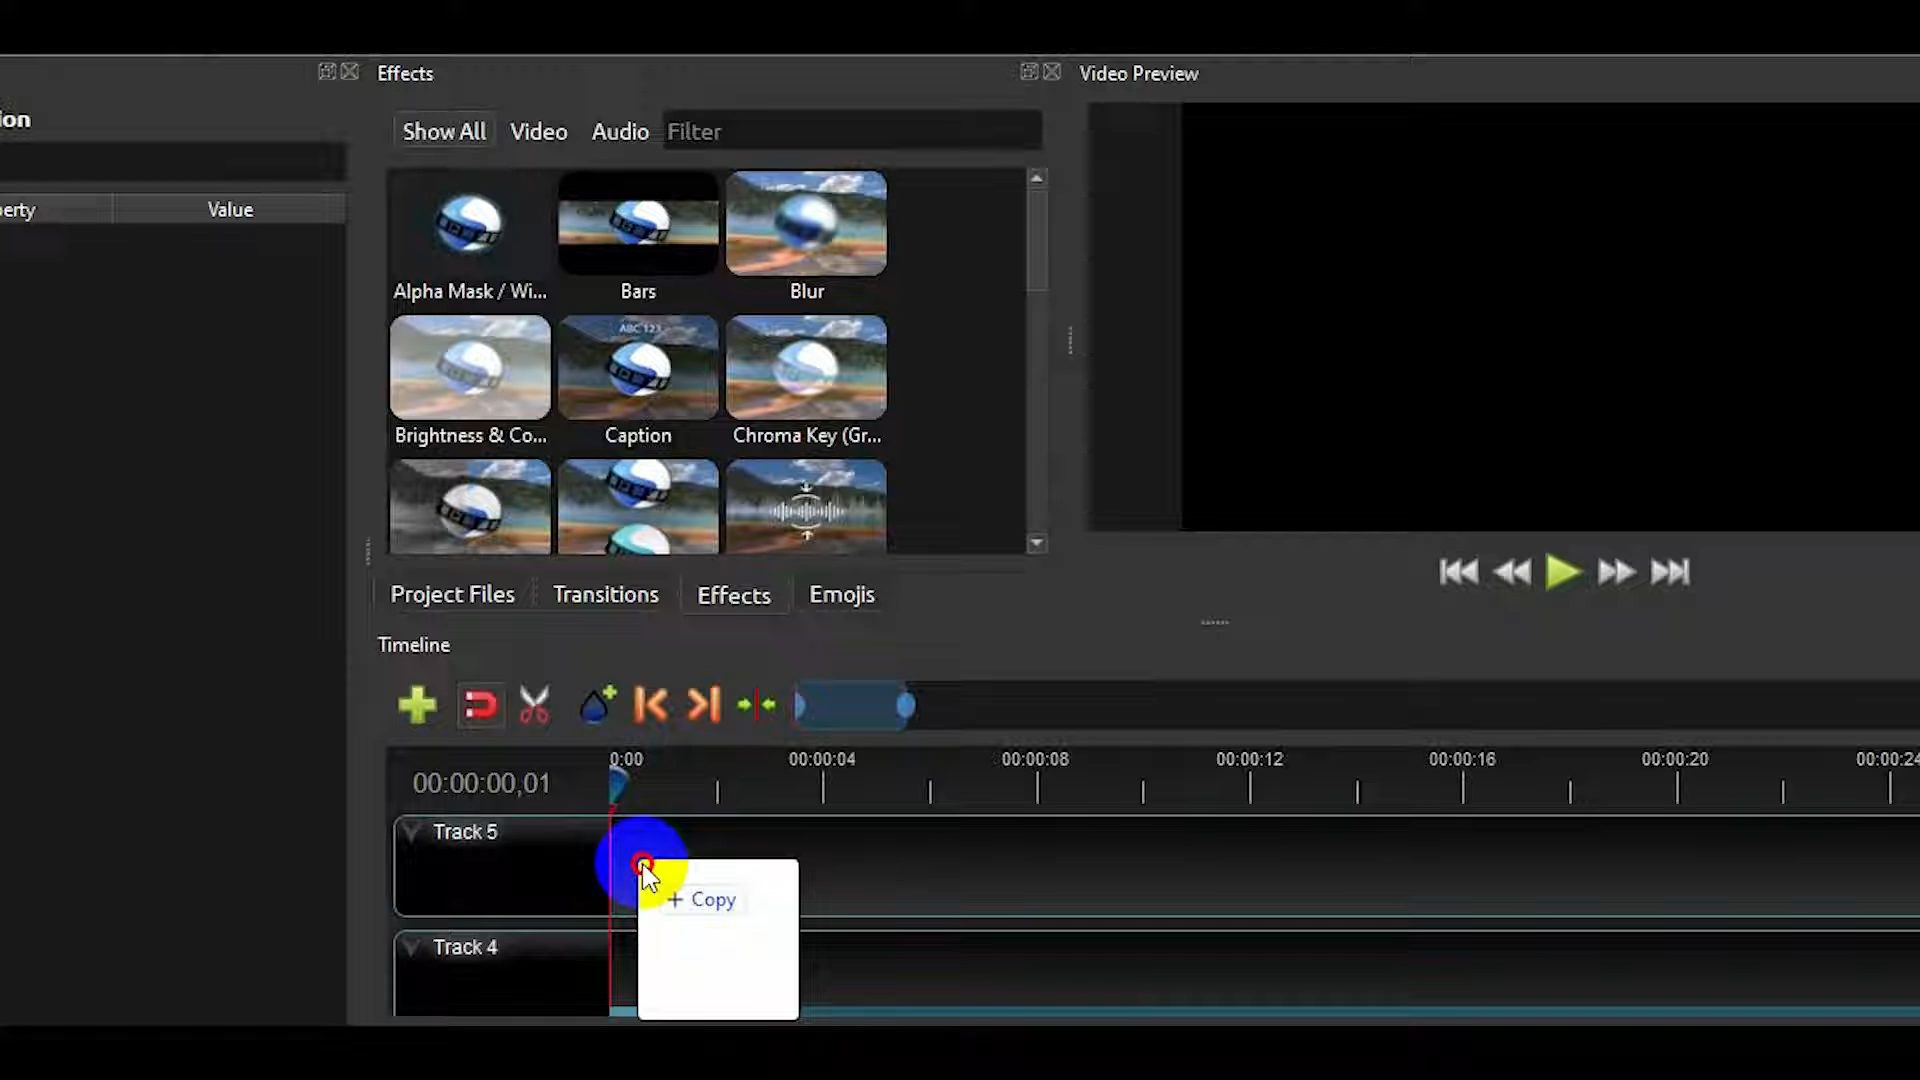 Effects
Video Preview
ion
Show All Video Audio Filter
perty Value
Alpha Mask / Wi... Bars Blur
ABC 123
Brightness & Co... Caption Chroma Key (Gr...
Project Files Transitions Effects Emojis
Timeline
0:00 00:00:04 00:00:08 00:00:12 00:00:16 00:00:20 00:00:24
00:00:00,01
Track 5
+ Copy
Track 4